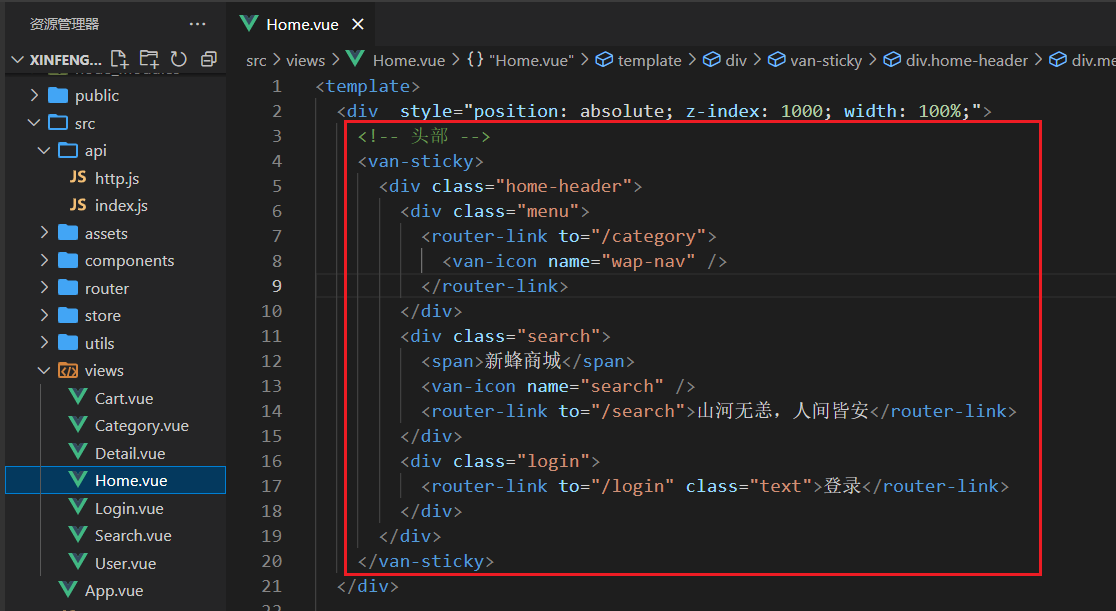 资源管理器 ···
XINFENG...
public
src
api
JS http.js
JS index.js
assets
components
router
store
utils
views
Cart.vue
Category.vue
Detail.vue
Home.vue
Login.vue
Search.vue
User.vue
App.vue
Home.vue ×
src > views > Home.vue > {} "Home.vue" > template > div > van-sticky > div.home-header > div.me
1 <template>
2 <div  style="position: absolute; z-index: 1000; width: 100%;">
3 <!-- 头部 -->
4 <van-sticky>
5 <div class="home-header">
6 <div class="menu">
7 <router-link to="/category">
8 <van-icon name="wap-nav" />
9 </router-link>
10 </div>
11 <div class="search">
12 <span>新蜂商城</span>
13 <van-icon name="search" />
14 <router-link to="/search">山河无恙，人间皆安</router-link>
15 </div>
16 <div class="login">
17 <router-link to="/login" class="text">登录</router-link>
18 </div>
19 </div>
20 </van-sticky>
21 </div>